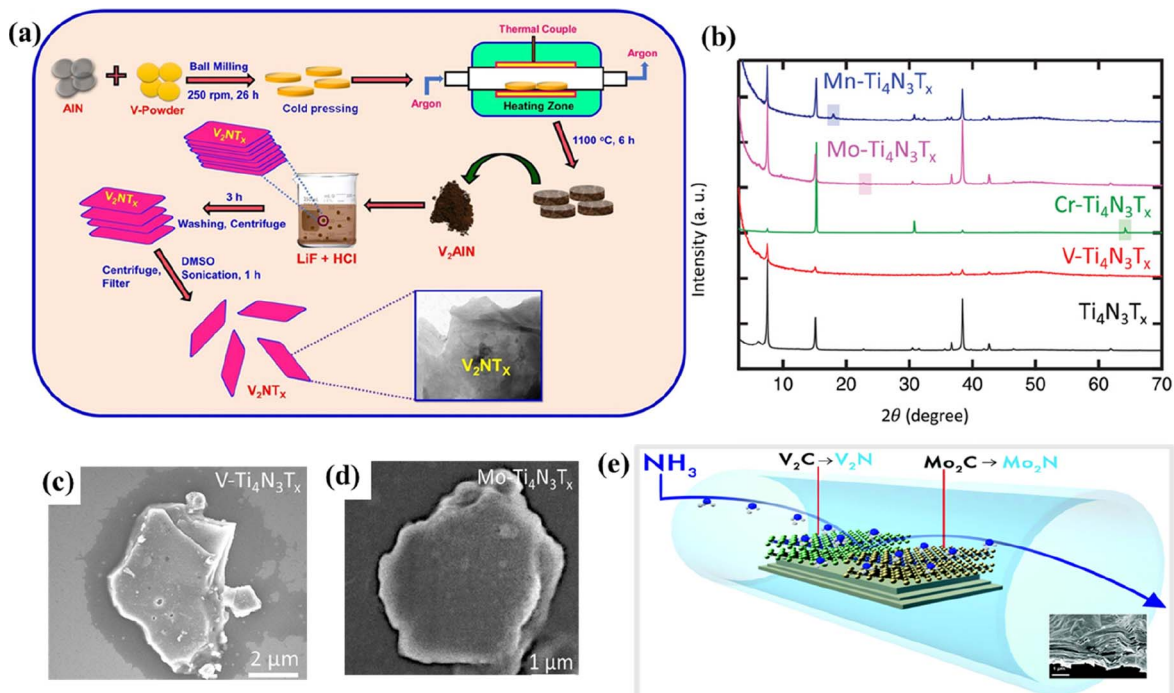 (a)
Thermal Couple
Argon
Argon
Heating Zone
AlN
V-Powder
Ball Milling
250 rpm, 26 h
Cold pressing
1100 °C, 6 h
V₂AlN
LiF + HCl
V₂NTₓ
3 h
Washing, Centrifuge
V₂NTₓ
Centrifuge,
Filter
DMSO
Sonication, 1 h
V₂NTₓ
V₂NTₓ
(b)
Mn-Ti₄N₃Tₓ
Mo-Ti₄N₃Tₓ
Cr-Ti₄N₃Tₓ
V-Ti₄N₃Tₓ
Ti₄N₃Tₓ
Intensity (a. u.)
10 20 30 40 50 60 70
2θ (degree)
(c)
V-Ti₄N₃Tₓ
2 μm
(d)
Mo-Ti₄N₃Tₓ
1 μm
(e)
NH₃
V₂C→V₂N
Mo₂C→Mo₂N